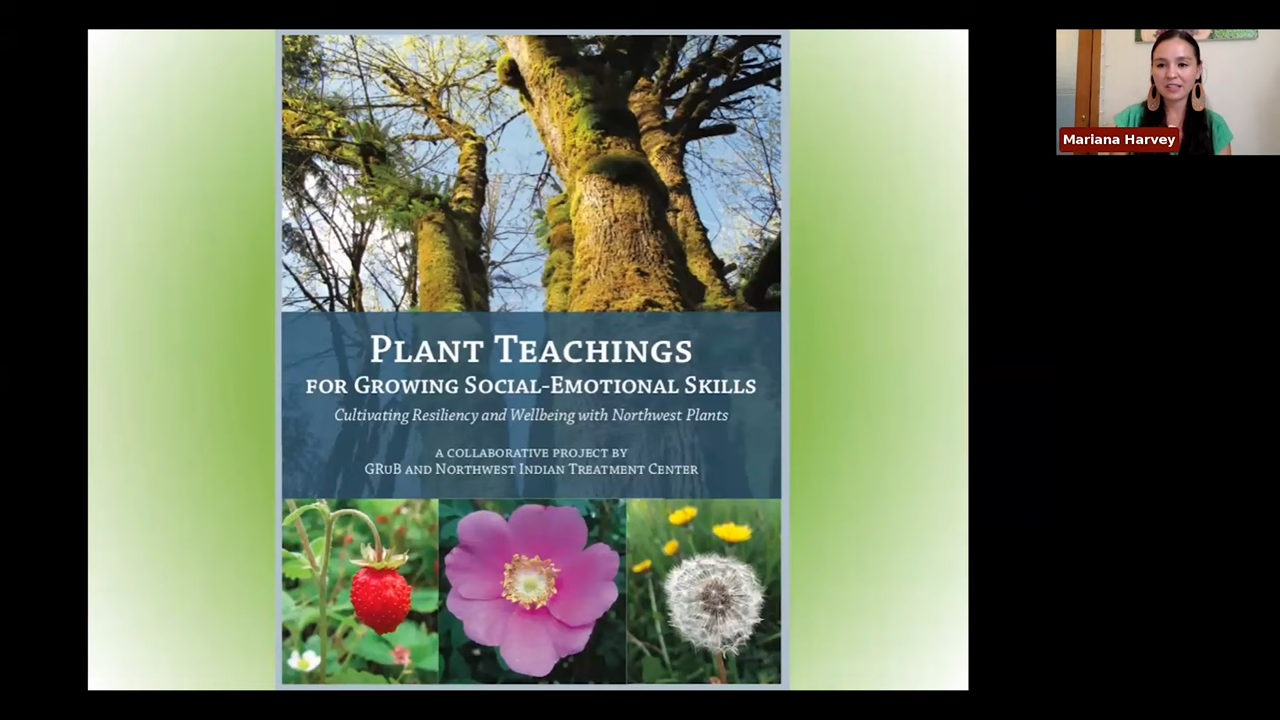 PLANT TEACHINGS
FOR GROWING SOCIAL-EMOTIONAL SKILLS
Cultivating Resiliency and Wellbeing with Northwest Plants
A COLLABORATIVE PROJECT BY
GRUB AND NORTHWEST INDIAN TREATMENT CENTER
Mariana Harvey